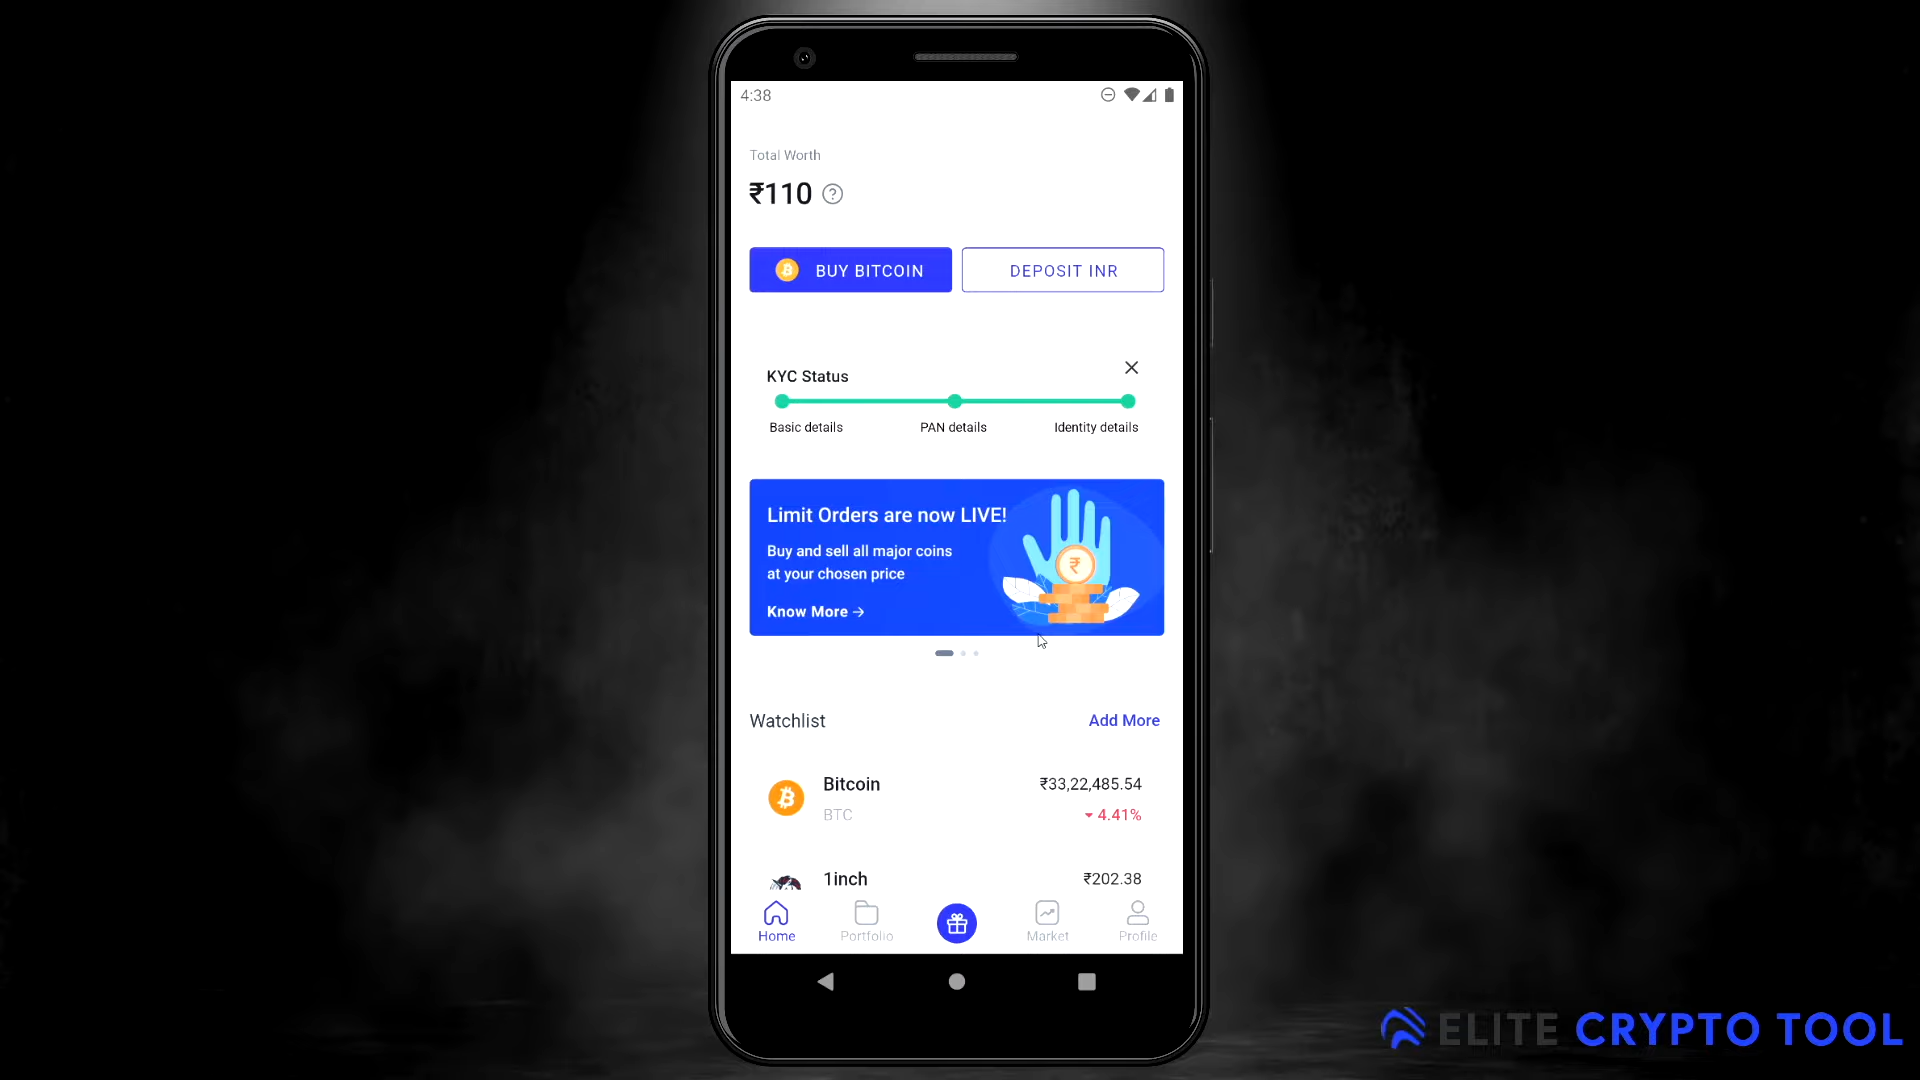 4:38
Total Worth
₹110
BUY BITCOIN
DEPOSIT INR
KYC Status
Basic details
PAN details
Identity details
Limit Orders are now LIVE!
Buy and sell all major coins
at your chosen price
Know More →
Watchlist
Add More
Bitcoin
₹33,22,485.54
BTC
4.41%
1inch
₹202.38
Home
Portfolio
Market
Profile
ELITE CRYPTO TOOL